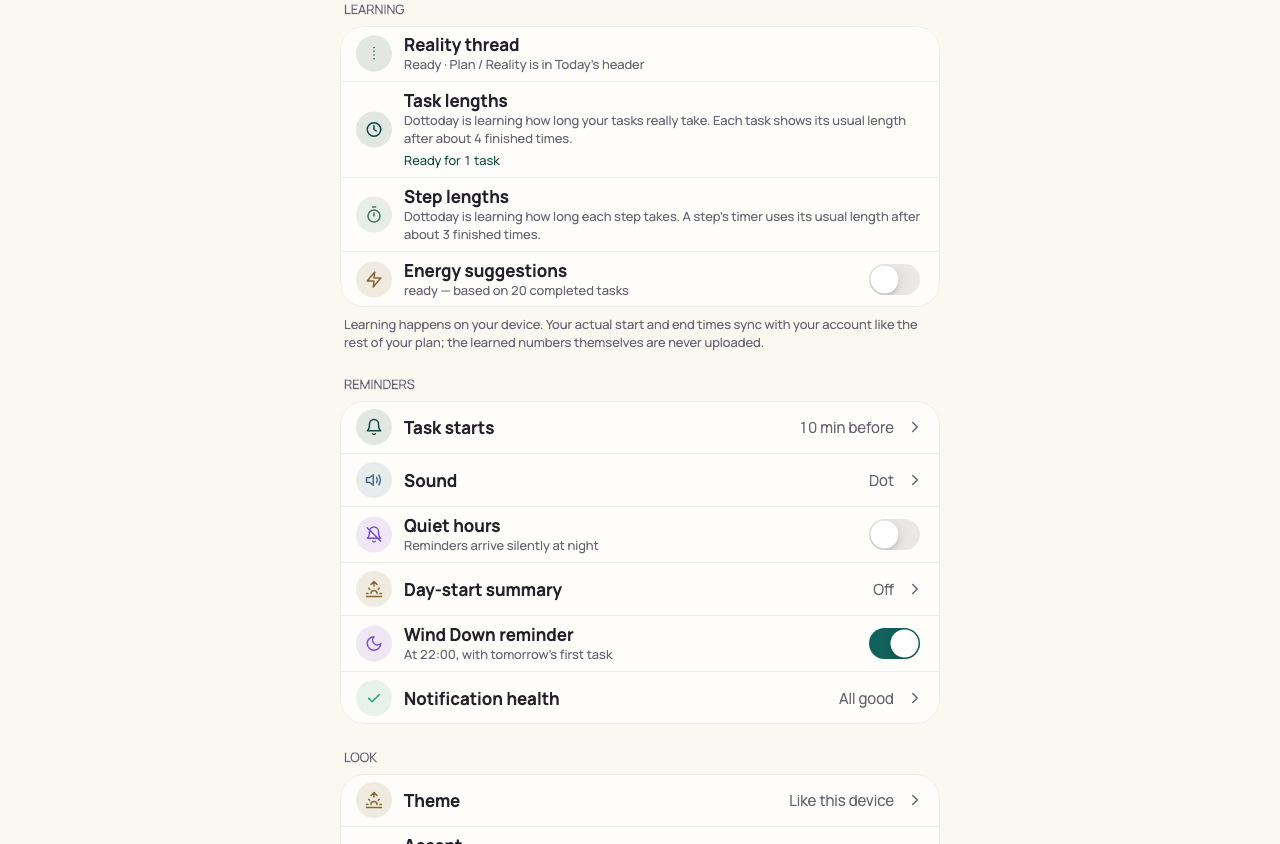 LEARNING
Reality thread
Ready · Plan / Reality is in Today's header
Task lengths
Dottoday is learning how long your tasks really take. Each task shows its usual length
after about 4 finished times.
Ready for 1 task
Step lengths
Dottoday is learning how long each step takes. A step's timer uses its usual length after
about 3 finished times.
Energy suggestions
ready — based on 20 completed tasks
Learning happens on your device. Your actual start and end times sync with your account like the
rest of your plan; the learned numbers themselves are never uploaded.
REMINDERS
Task starts
10 min before
Sound
Dot
Quiet hours
Reminders arrive silently at night
Day-start summary
Off
Wind Down reminder
At 22:00, with tomorrow's first task
Notification health
All good
LOOK
Theme
Like this device